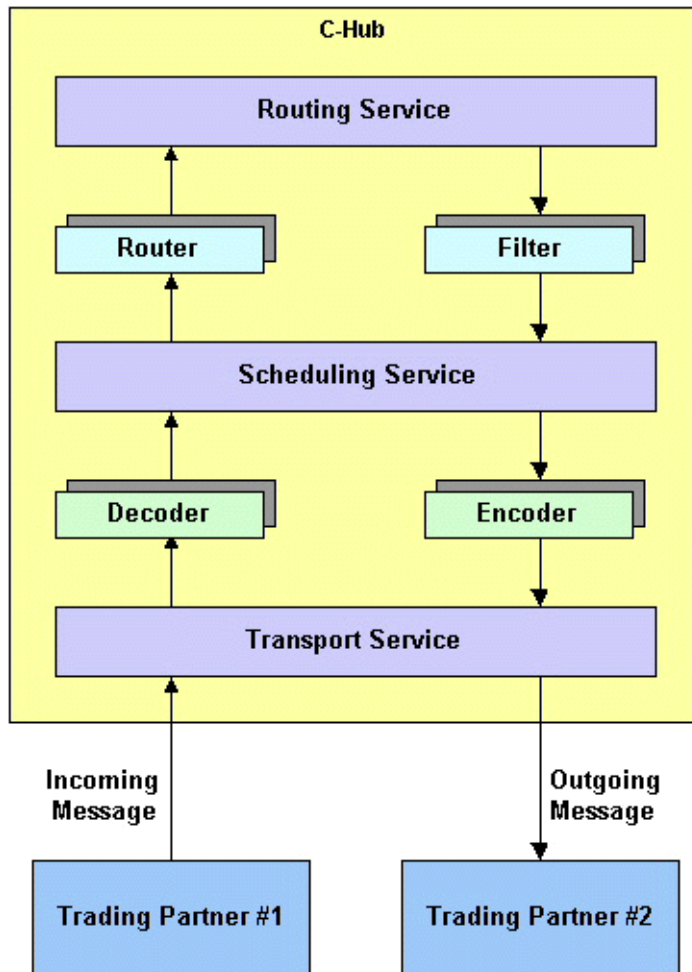 C-Hub
Routing Service
Router
Filter
Scheduling Service
Decoder
Encoder
Transport Service
Incoming
Message
Outgoing
Message
Trading Partner #1
Trading Partner #2